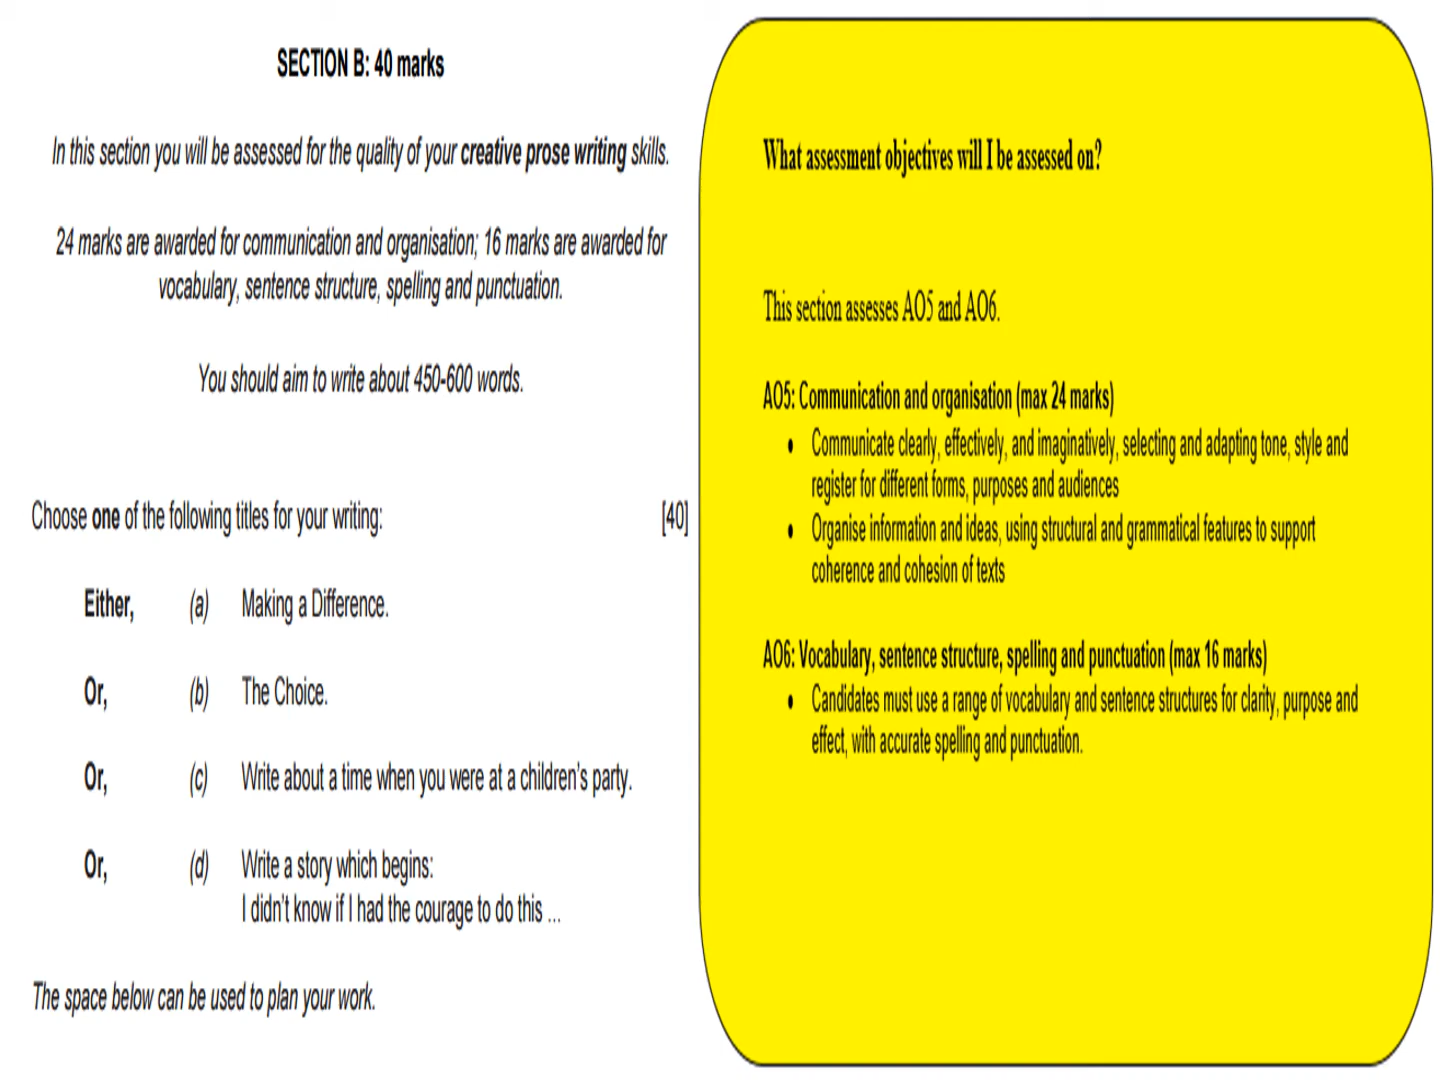 SECTION B: 40 marks
In this section you will be assessed for the quality of your creative prose writing skills.
24 marks are awarded for communication and organisation; 16 marks are awarded for
vocabulary, sentence structure, spelling and punctuation.
You should aim to write about 450-600 words.
Choose one of the following titles for your writing: [40]
Either, (a) Making a Difference.
Or, (b) The Choice.
Or, (c) Write about a time when you were at a children's party.
Or, (d) Write a story which begins:
I didn't know if I had the courage to do this ...
The space below can be used to plan your work.
What assessment objectives will I be assessed on?
This section assesses AO5 and AO6.
AO5: Communication and organisation (max 24 marks)
• Communicate clearly, effectively, and imaginatively, selecting and adapting tone, style and
register for different forms, purposes and audiences
• Organise information and ideas, using structural and grammatical features to support
coherence and cohesion of texts
AO6: Vocabulary, sentence structure, spelling and punctuation (max 16 marks)
• Candidates must use a range of vocabulary and sentence structures for clarity, purpose and
effect, with accurate spelling and punctuation.